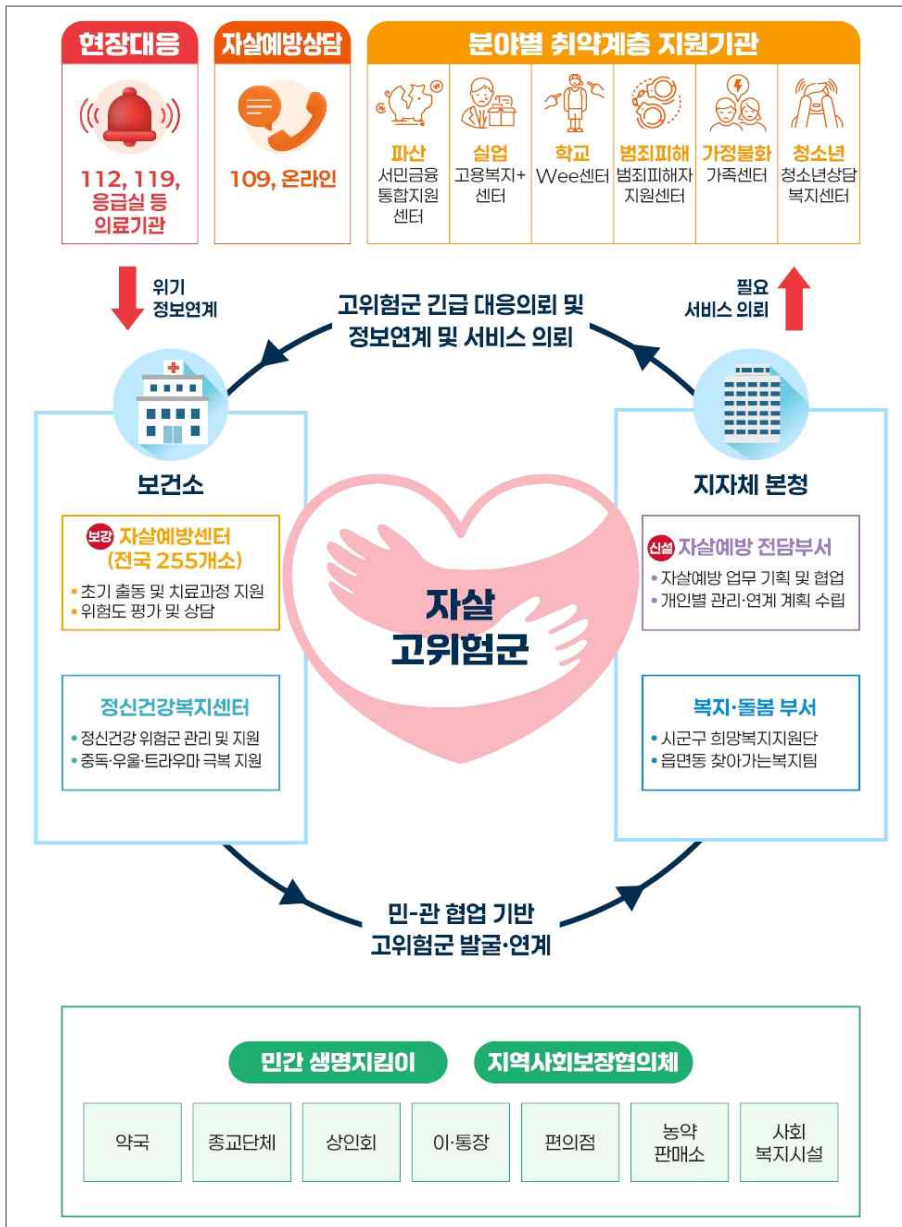 현장대응
112, 119,
응급실 등
의료기관
자살예방상담
109, 온라인
분야별 취약계층 지원기관
파산
서민금융
통합지원
센터
실업
고용복지+
센터
학교
Wee센터
범죄피해
범죄피해자
지원센터
가정불화
가족센터
청소년
청소년상담
복지센터
위기
정보연계
고위험군 긴급 대응의뢰 및
정보연계 및 서비스 의뢰
필요
서비스 의뢰
보건소
보강 자살예방센터
(전국 255개소)
• 초기 출동 및 치료과정 지원
• 위험도 평가 및 상담
정신건강복지센터
• 정신건강 위험군 관리 및 지원
• 중독·우울·트라우마 극복 지원
자살
고위험군
지자체 본청
신설 자살예방 전담부서
• 자살예방 업무 기획 및 협업
• 개인별 관리·연계 계획 수립
복지·돌봄 부서
• 시군구 희망복지지원단
• 읍면동 찾아가는복지팀
민-관 협업 기반
고위험군 발굴·연계
민간 생명지킴이
지역사회보장협의체
약국
종교단체
상인회
이·통장
편의점
농약
판매소
사회
복지시설